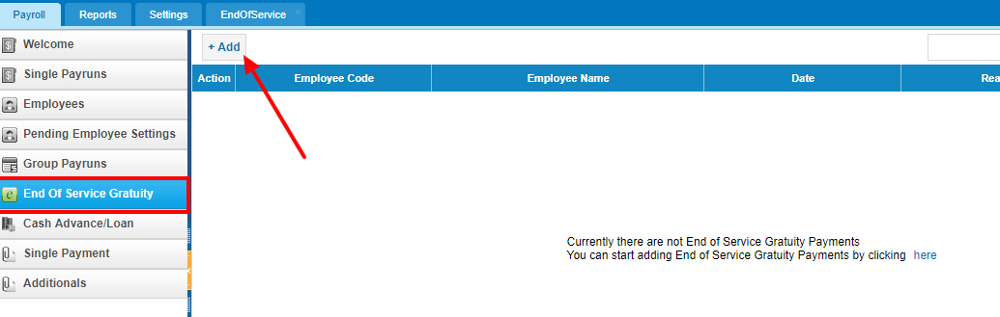 Payroll Reports Settings EndOfService
Welcome
Single Payruns
Employees
Pending Employee Settings
Group Payruns
End Of Service Gratuity
Cash Advance/Loan
Single Payment
Additionals
+ Add
Action Employee Code Employee Name Date Rea
Currently there are not End of Service Gratuity Payments
You can start adding End of Service Gratuity Payments by clicking here